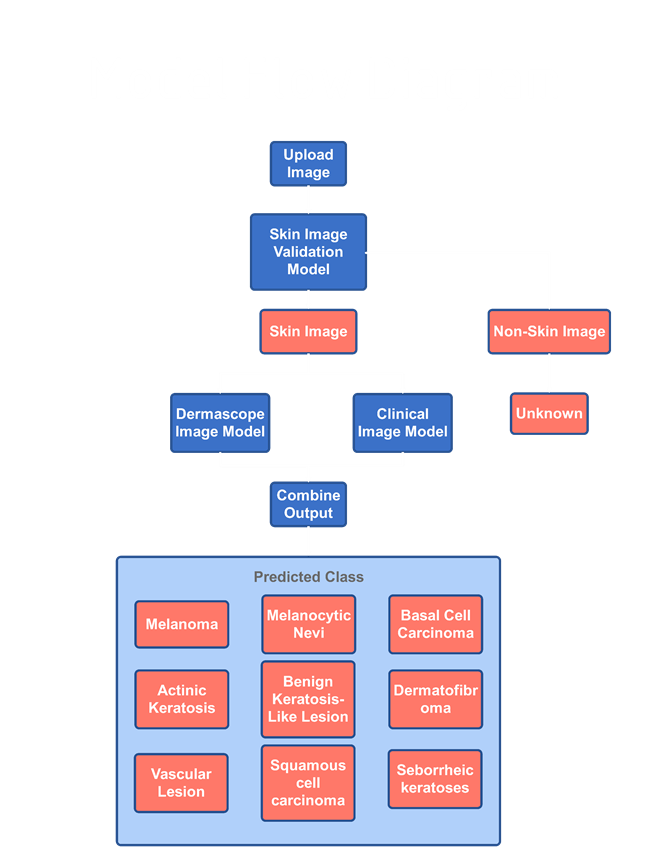 Upload
Image
Skin Image
Validation
Model
Skin Image
Non-Skin Image
Dermascope
Image Model
Clinical
Image Model
Unknown
Combine
Output
Predicted Class
Melanoma
Melanocytic
Nevi
Basal Cell
Carcinoma
Actinic
Keratosis
Benign
Keratosis-
Like Lesion
Dermatofibr
oma
Vascular
Lesion
Squamous
cell
carcinoma
Seborrheic
keratoses